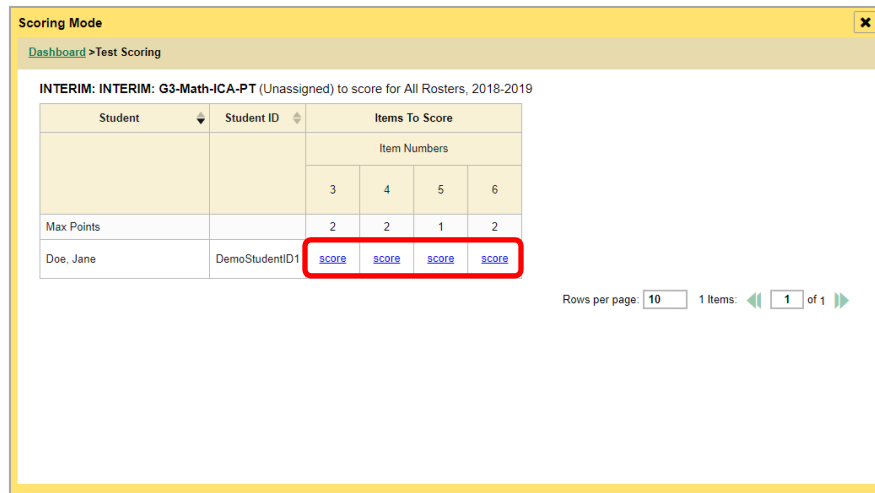 Scoring Mode
Dashboard >Test Scoring
INTERIM: INTERIM: G3-Math-ICA-PT (Unassigned) to score for All Rosters, 2018-2019
Student Student ID Items To Score
Item Numbers
3 4 5 6
Max Points 2 2 1 2
Doe, Jane DemoStudentID1 score score score score
Rows per page: 10 1 Items: 1 of 1